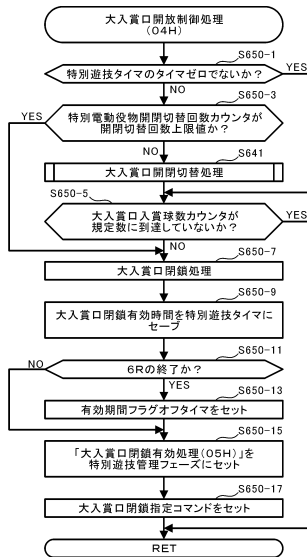 大入賞口開放制御処理
(04H)
S650-1
特別遊技タイマのタイマゼロでないか？
YES
NO
S650-3
YES
特別電動役物開閉切替回数カウンタが
開閉切替回数上限値か？
NO
S641
大入賞口開閉切替処理
S650-5
大入賞口入賞球数カウンタが
規定数に到達していないか？
YES
NO
S650-7
大入賞口閉鎖処理
S650-9
大入賞口閉鎖有効時間を特別遊技タイマに
セーブ
S650-11
NO
6Rの終了か？
YES
S650-13
有効期間フラグオフタイマをセット
S650-15
「大入賞口閉鎖有効処理(05H)」を
特別遊技管理フェーズにセット
S650-17
大入賞口閉鎖指定コマンドをセット
RET